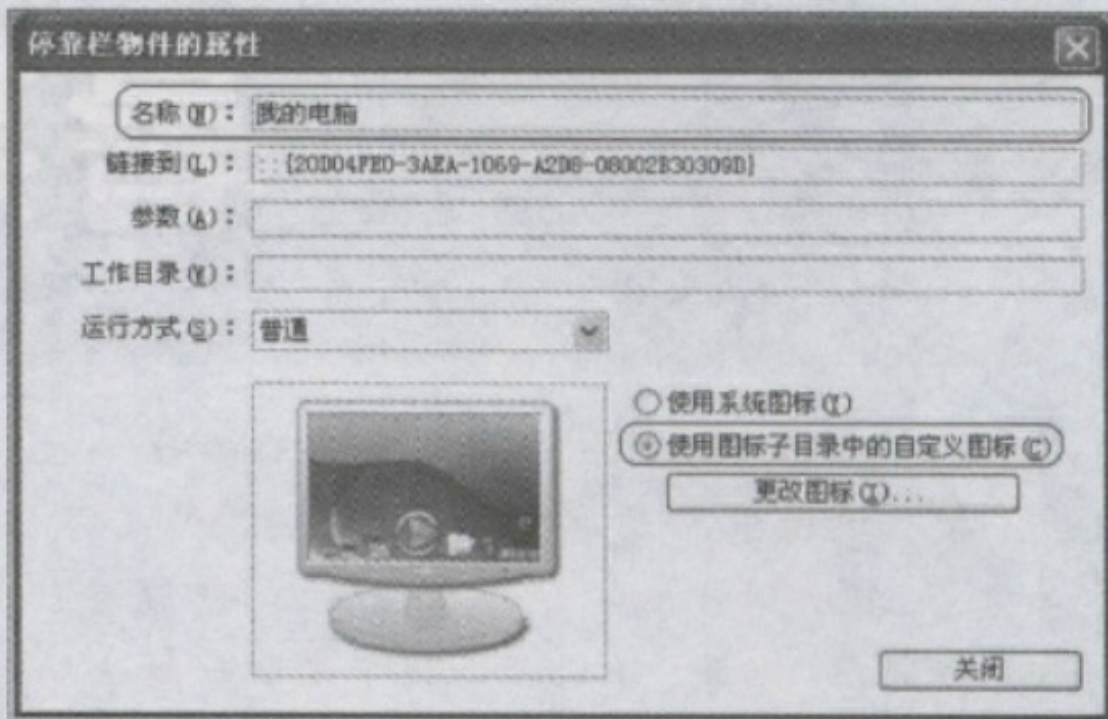 停靠栏物件的属性
名称(N)： 我的电脑
链接到(L)： ::{20D04FE0-3AEA-1069-A2D8-08002B30309D}
参数(A)：
工作目录(W)：
运行方式(S)： 普通
使用系统图标(Y)
使用图标子目录中的自定义图标(C)
更改图标(I)...
关闭